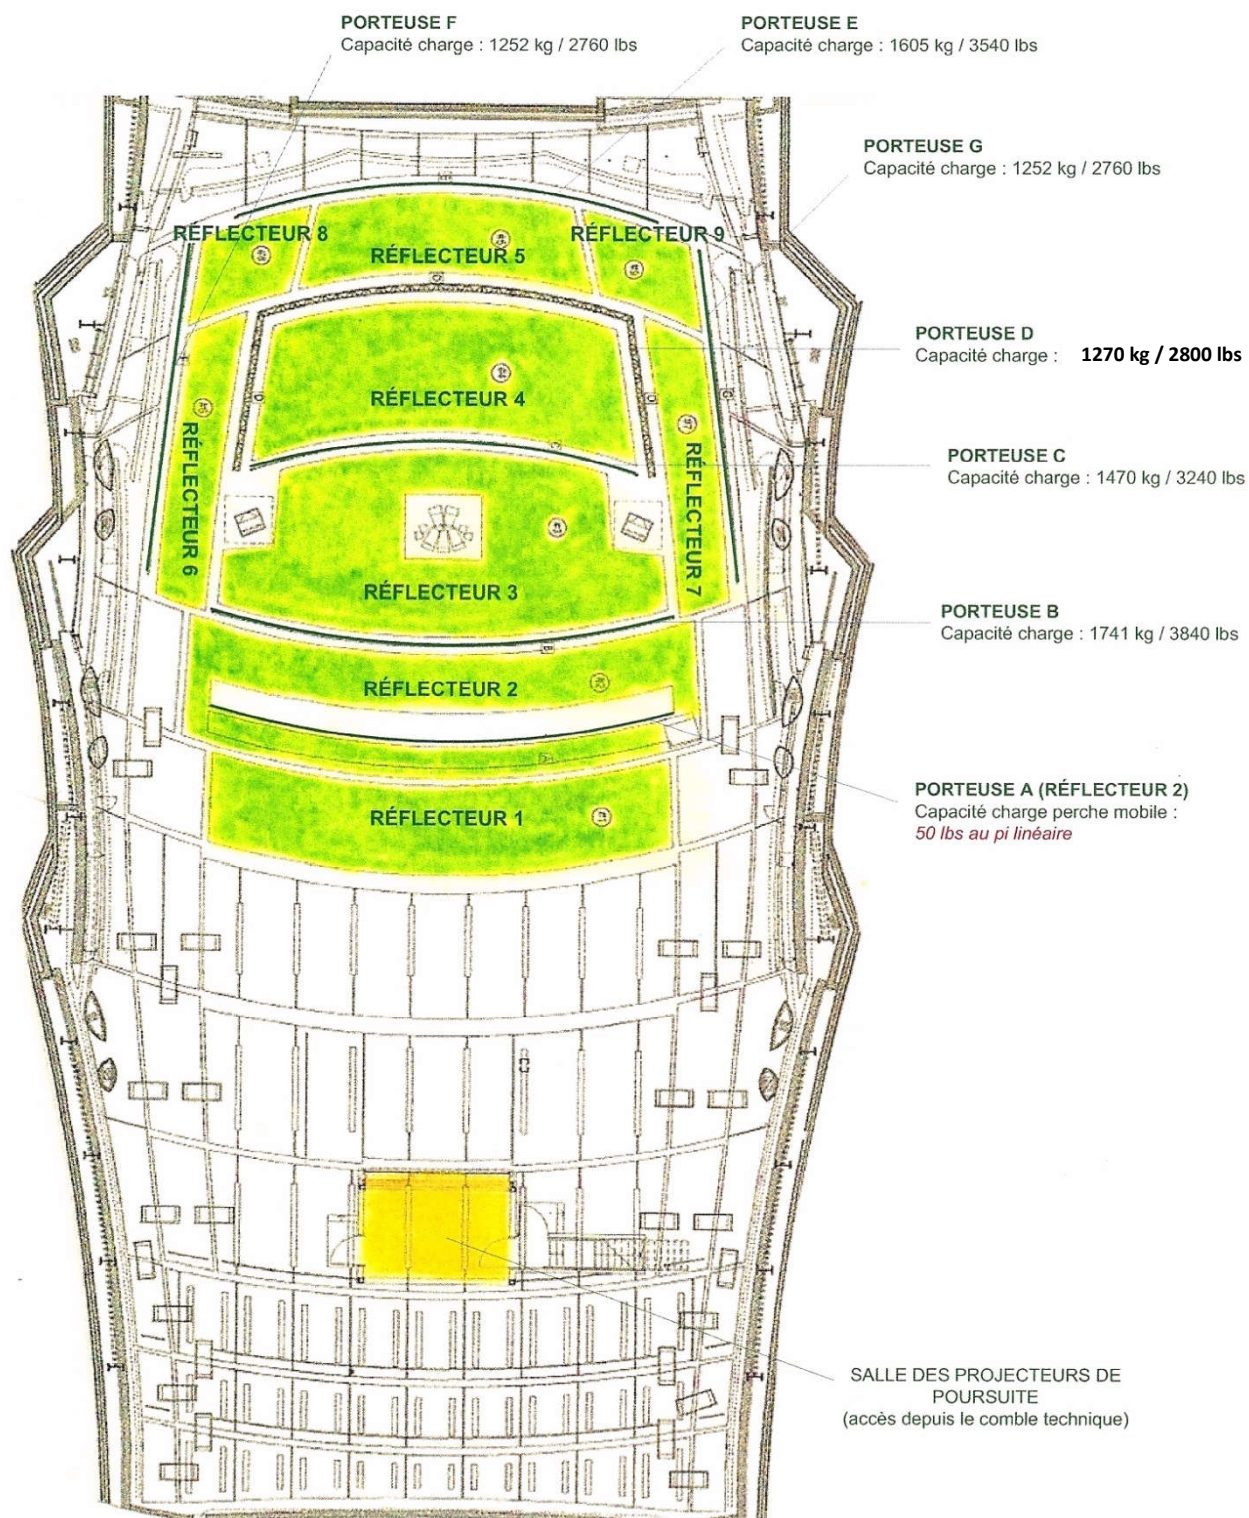 PORTEUSE F
Capacité charge : 1252 kg / 2760 lbs
PORTEUSE E
Capacité charge : 1605 kg / 3540 lbs
PORTEUSE G
Capacité charge : 1252 kg / 2760 lbs
RÉFLECTEUR 8
RÉFLECTEUR 5
RÉFLECTEUR 9
PORTEUSE D
Capacité charge : 1270 kg / 2800 lbs
RÉFLECTEUR 4
RÉFLECTEUR 6
RÉFLECTEUR 7
PORTEUSE C
Capacité charge : 1470 kg / 3240 lbs
RÉFLECTEUR 3
PORTEUSE B
Capacité charge : 1741 kg / 3840 lbs
RÉFLECTEUR 2
PORTEUSE A (RÉFLECTEUR 2)
Capacité charge perche mobile :
50 lbs au pi linéaire
RÉFLECTEUR 1
SALLE DES PROJECTEURS DE
POURSUITE
(accès depuis le comble technique)